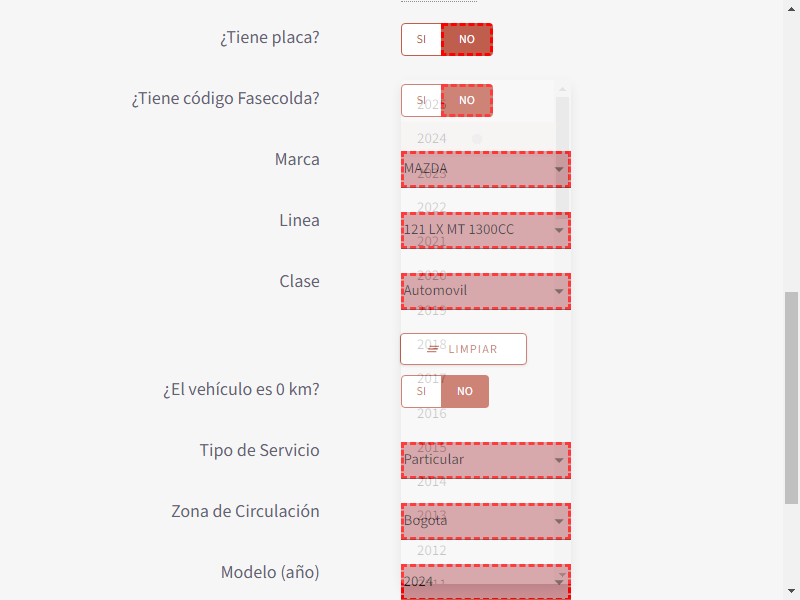 ¿Tiene placa?
SI NO
¿Tiene código Fasecolda?
SI NO
2025
2024
Marca
MAZDA
2023
2022
Linea
121 LX MT 1300CC
2021
2020
Clase
Automovil
2019
2018
LIMPIAR
2017
¿El vehículo es 0 km?
SI NO
2016
2015
Tipo de Servicio
Particular
2014
2013
Zona de Circulación
Bogota
2012
Modelo (año)
2024
2011